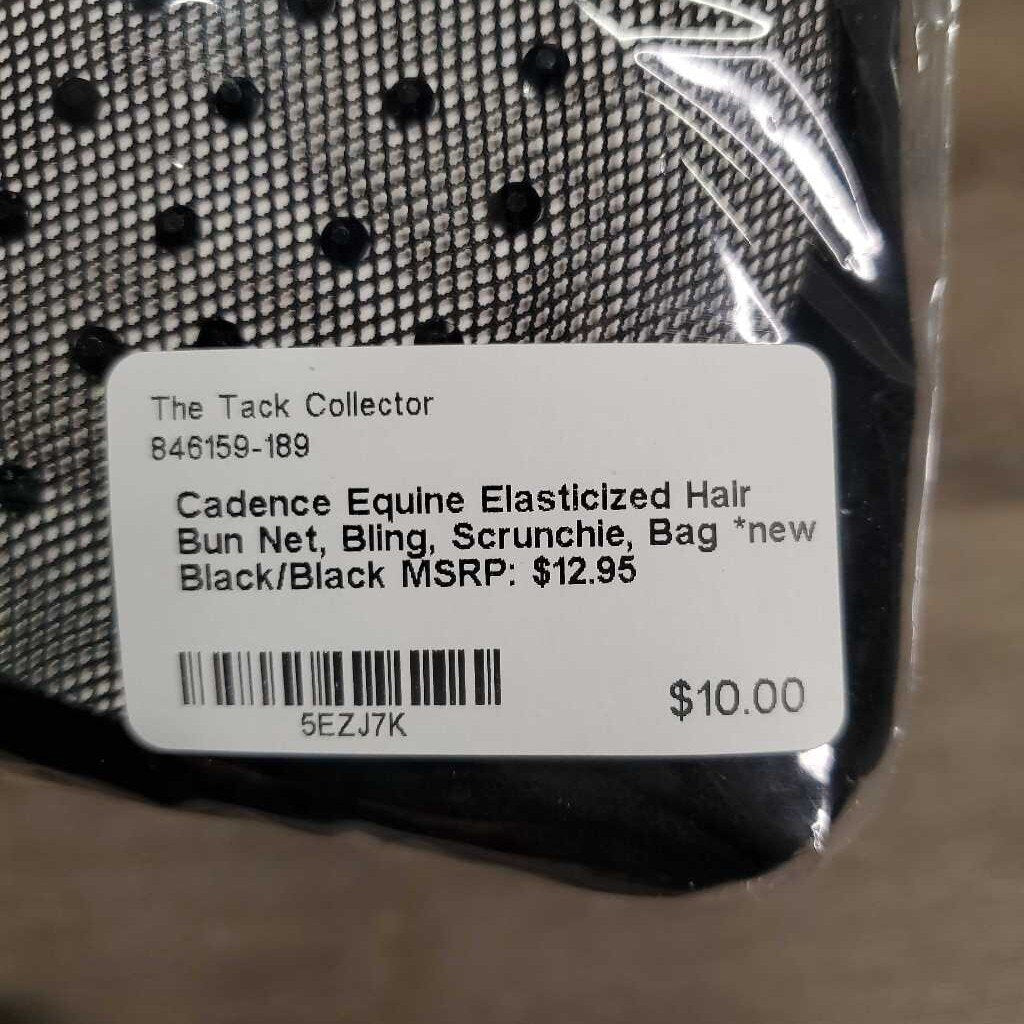 The Tack Collector
846159-189
Cadence Equine Elasticized Hair
Bun Net, Bling, Scrunchie, Bag *new
Black/Black MSRP: $12.95
5EZJ7K
$10.00